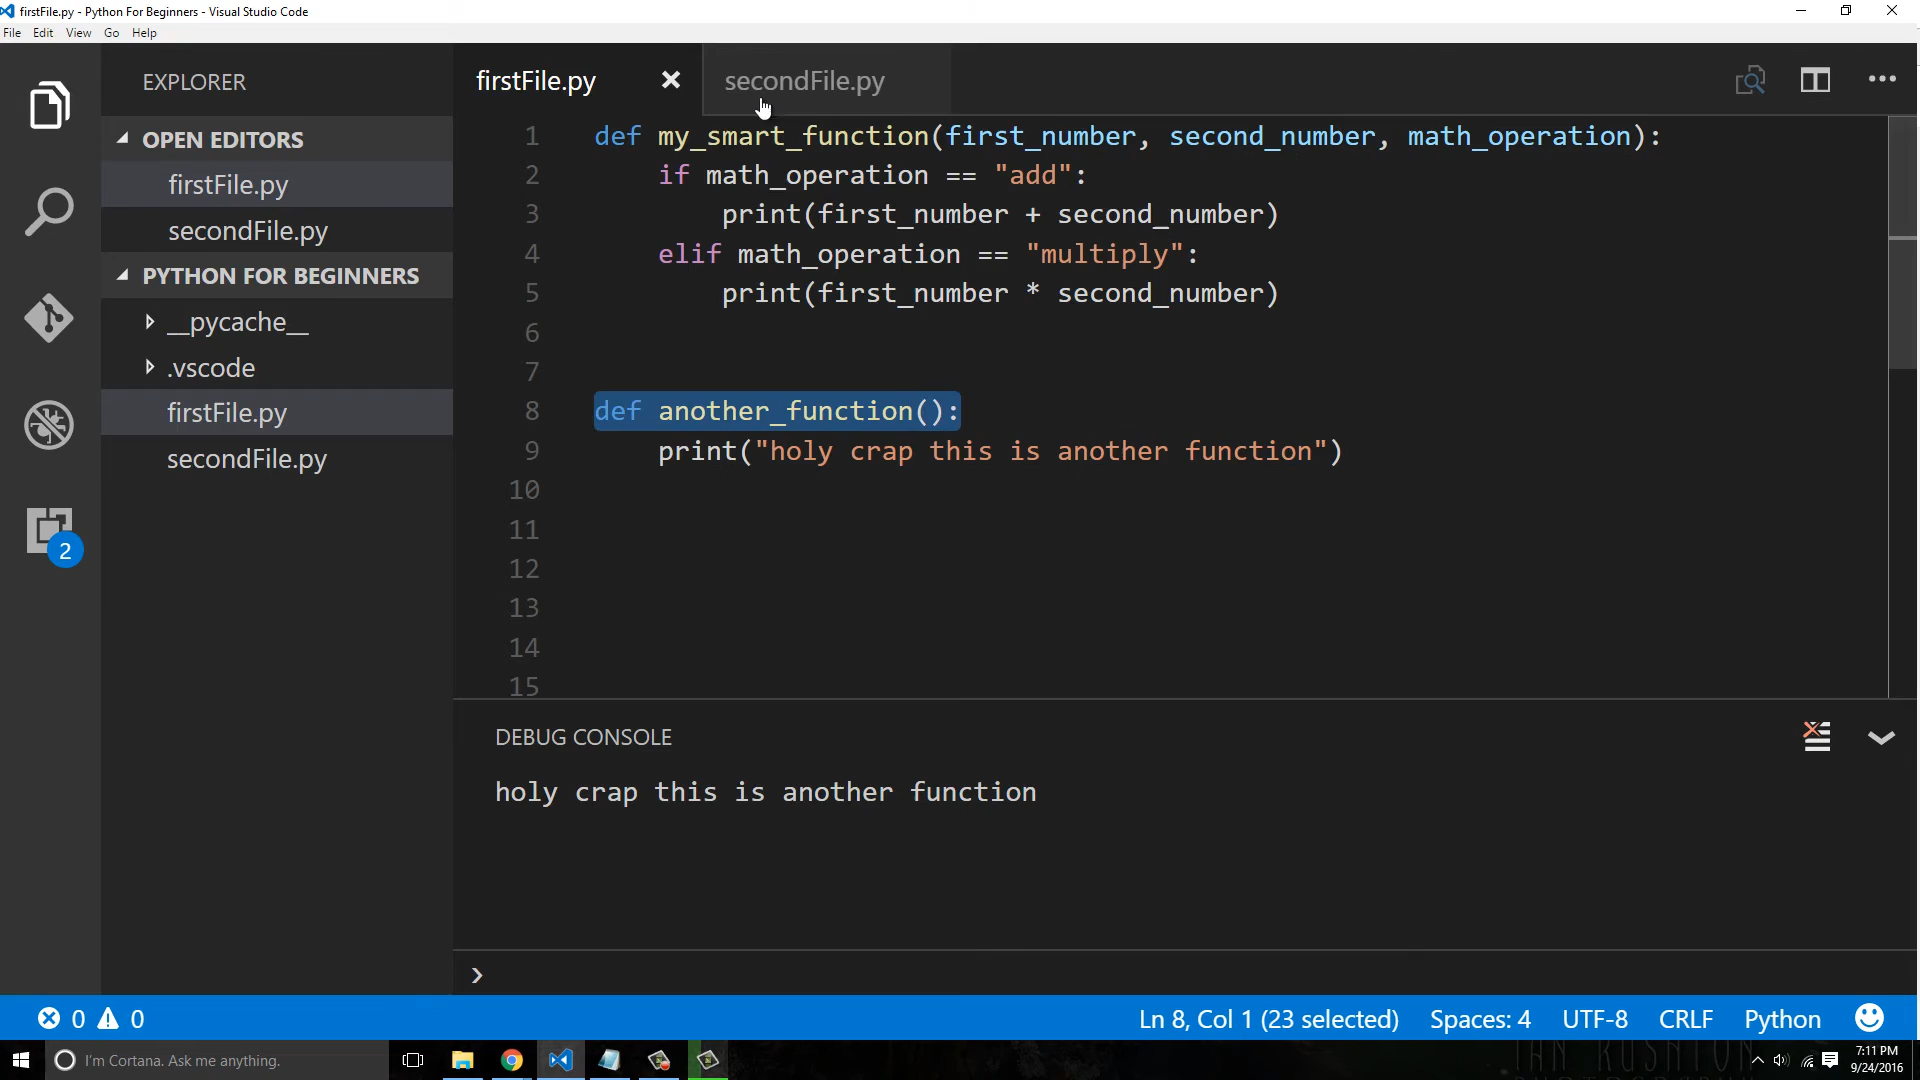 firstFile.py - Python For Beginners - Visual Studio Code
File Edit View Go Help
EXPLORER
OPEN EDITORS
firstFile.py
secondFile.py
PYTHON FOR BEGINNERS
__pycache__
.vscode
firstFile.py
secondFile.py
2
firstFile.py secondFile.py
1 def my_smart_function(first_number, second_number, math_operation):
2 if math_operation == "add":
3 print(first_number + second_number)
4 elif math_operation == "multiply":
5 print(first_number * second_number)
6
7
8 def another_function():
9 print("holy crap this is another function")
10
11
12
13
14
15
DEBUG CONSOLE
holy crap this is another function
0 0 Ln 8, Col 1 (23 selected) Spaces: 4 UTF-8 CRLF Python
I'm Cortana. Ask me anything.
7:11 PM
9/24/2016